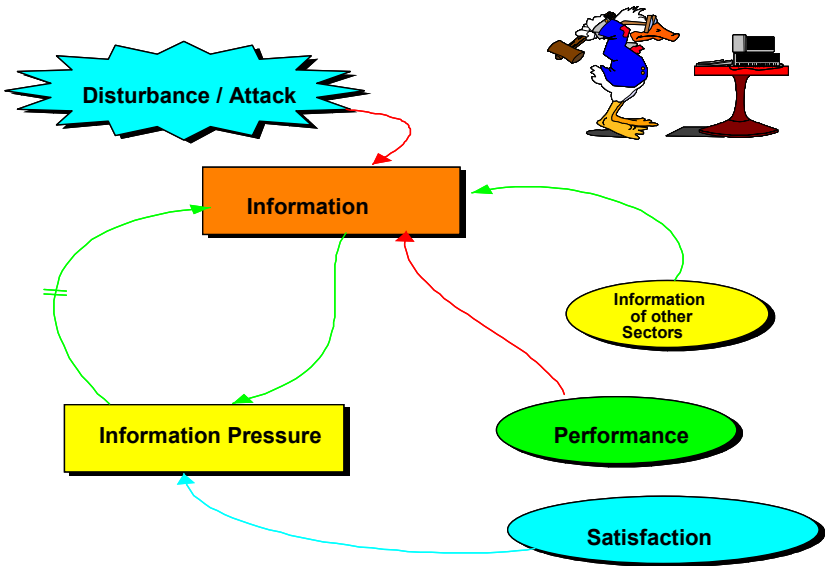 Disturbance / Attack
Information
Information
of other
Sectors
Information Pressure
Performance
Satisfaction